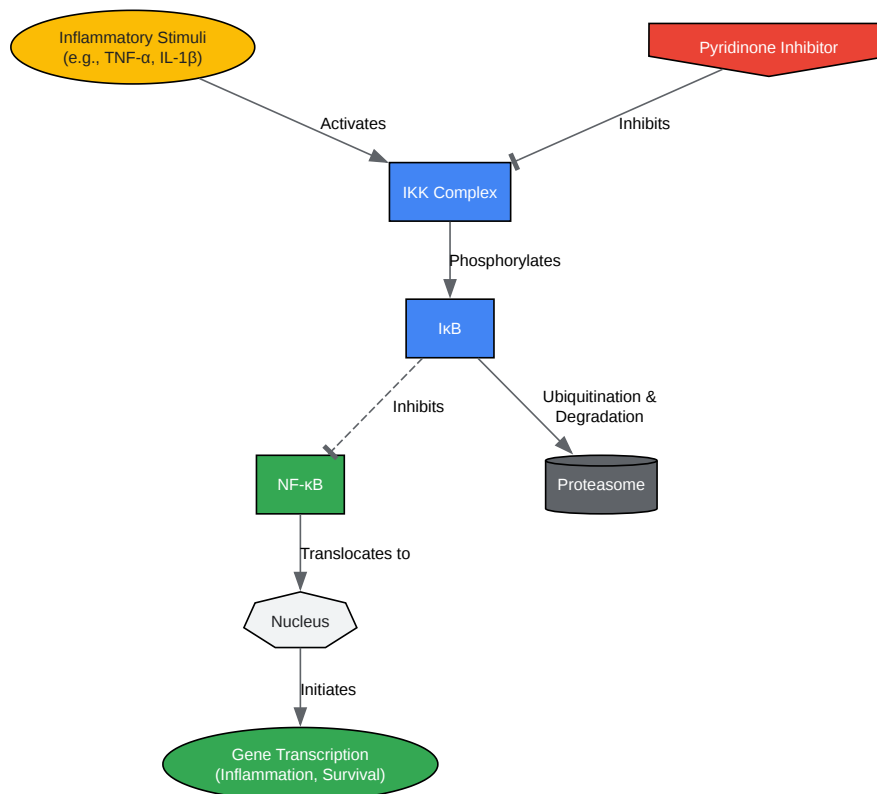 Inflammatory Stimuli
(e.g., TNF-α, IL-1β)
Pyridinone Inhibitor
Activates
Inhibits
IKK Complex
Phosphorylates
IκB
Inhibits
Ubiquitination &
Degradation
NF-κB
Proteasome
Translocates to
Nucleus
Initiates
Gene Transcription
(Inflammation, Survival)